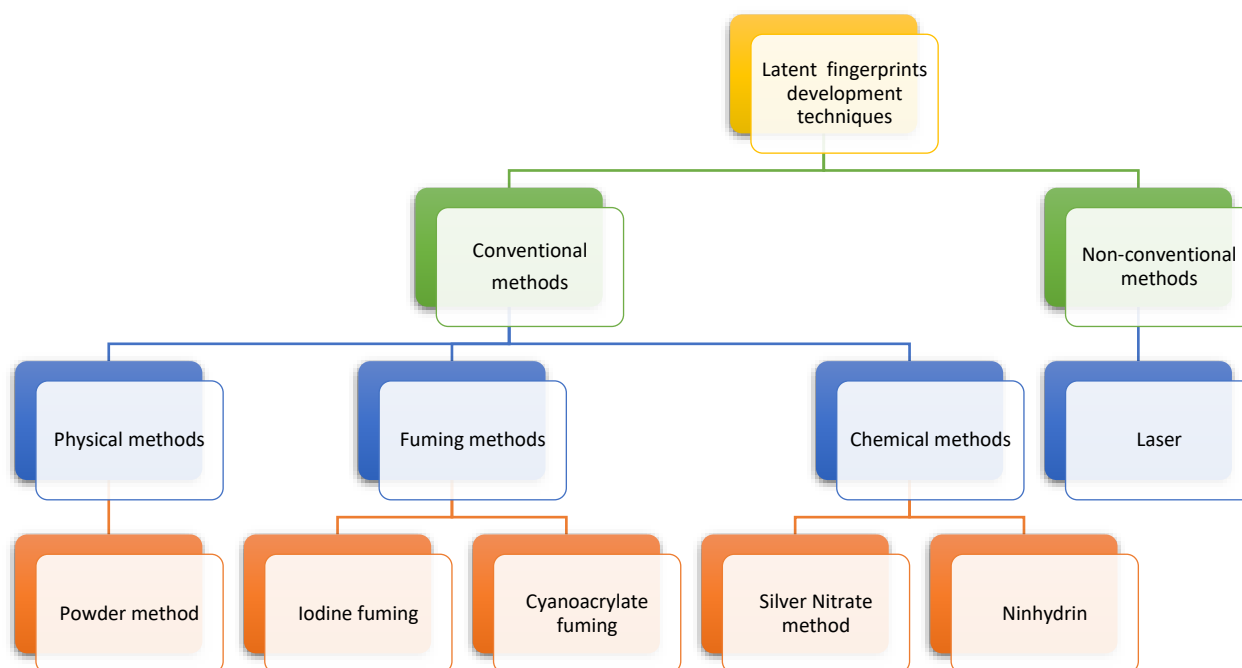 Latent fingerprints
development
techniques
Conventional
methods
Non-conventional
methods
Physical methods
Fuming methods
Chemical methods
Laser
Powder method
Iodine fuming
Cyanoacrylate
fuming
Silver Nitrate
method
Ninhydrin